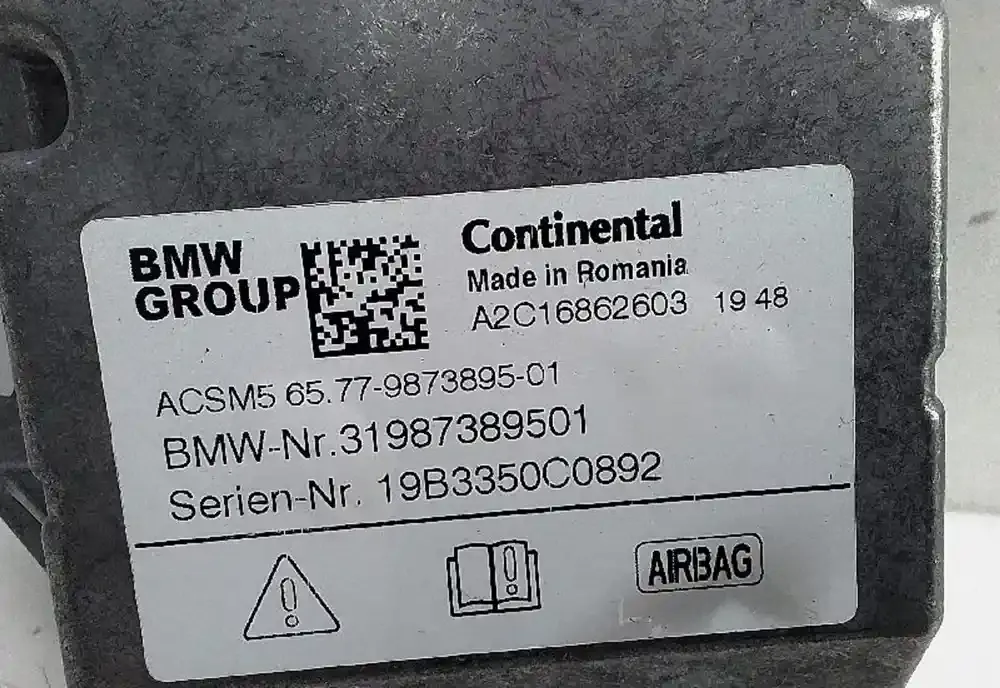 BMW
GROUP
Continental
Made in Romania
A2C16862603 19 48
ACSM5 65.77-9873895-01
BMW-Nr.31987389501
Serien-Nr. 19B3350C0892
AIRBAG